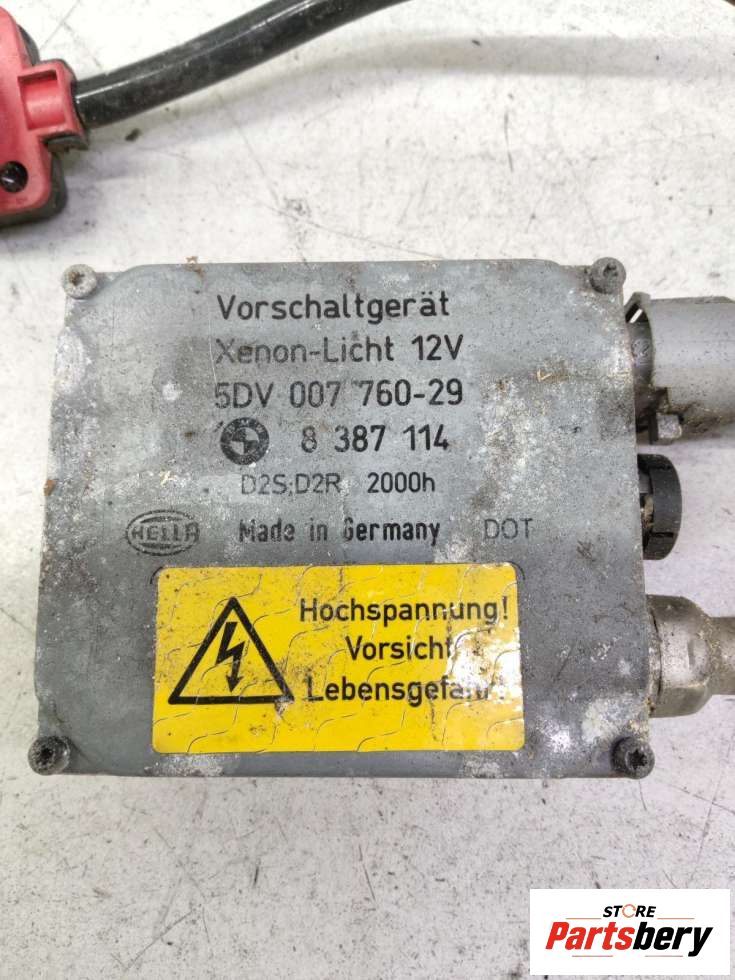 Vorschaltgerät
Xenon-Licht 12V
5DV 007 760-29
8 387 114
D2S;D2R 2000h
HELLA Made in Germany DOT
Hochspannung!
Vorsicht
Lebensgefahr!
STORE
Partsbery